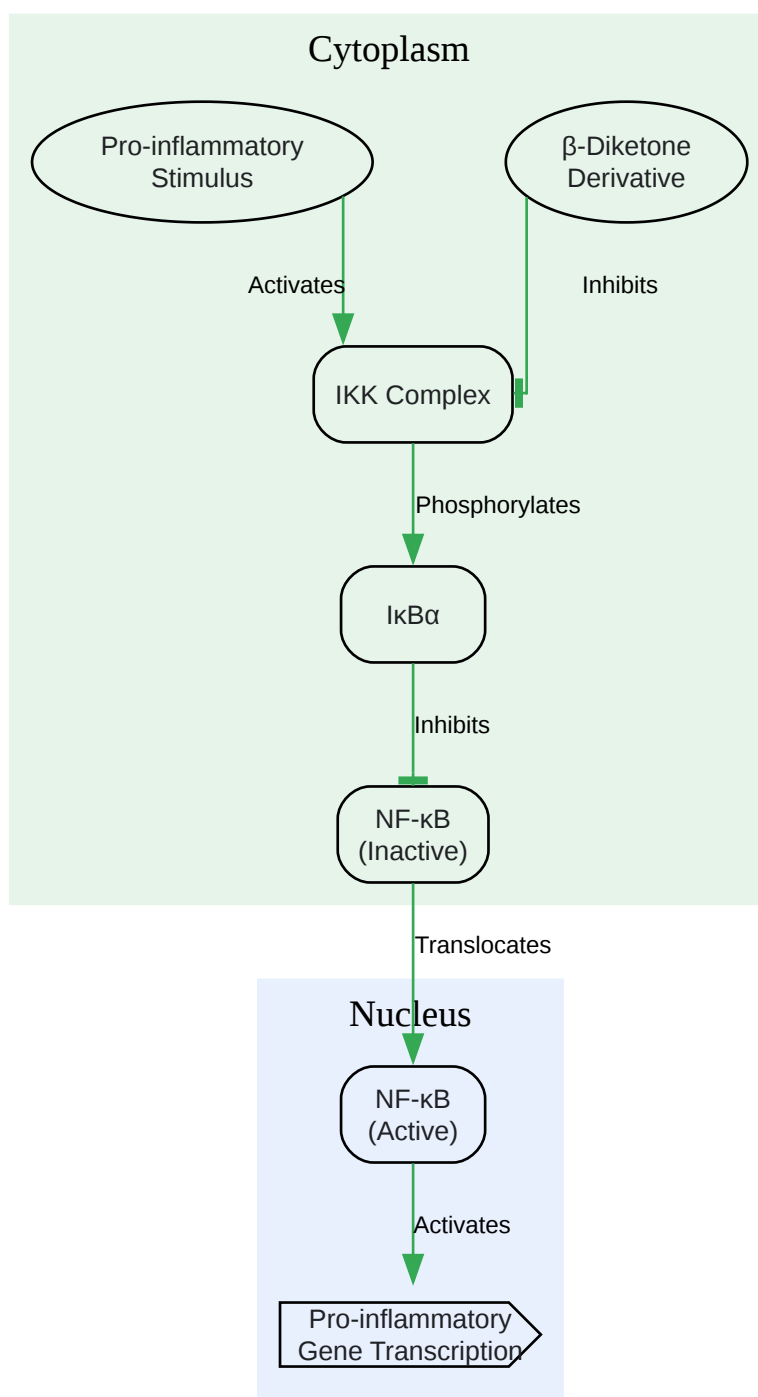 Cytoplasm
Pro-inflammatory
Stimulus
β-Diketone
Derivative
Activates
Inhibits
IKK Complex
Phosphorylates
IκBα
Inhibits
NF-κB
(Inactive)
Translocates
Nucleus
NF-κB
(Active)
Activates
Pro-inflammatory
Gene Transcription